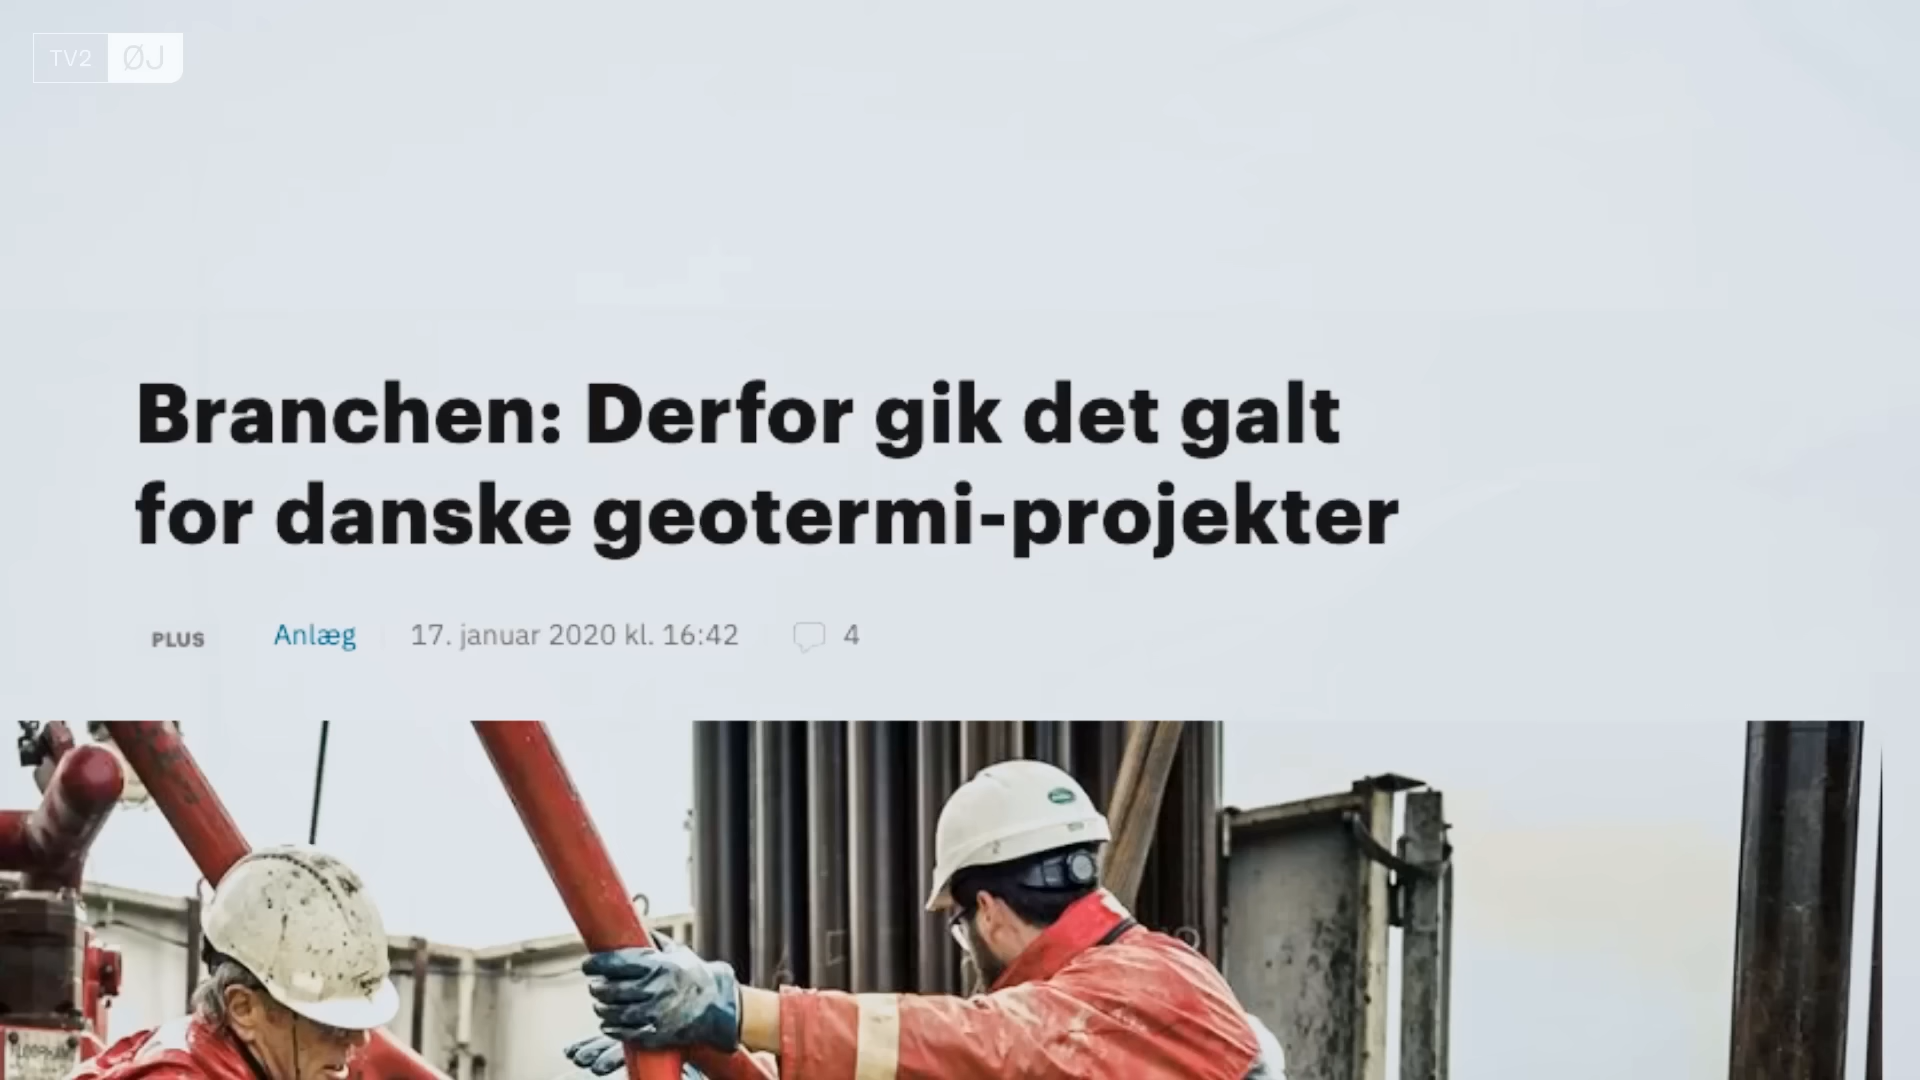 TV2 ØJ
Branchen: Derfor gik det galt
for danske geotermi-projekter
PLUS Anlæg 17. januar 2020 kl. 16:42 4